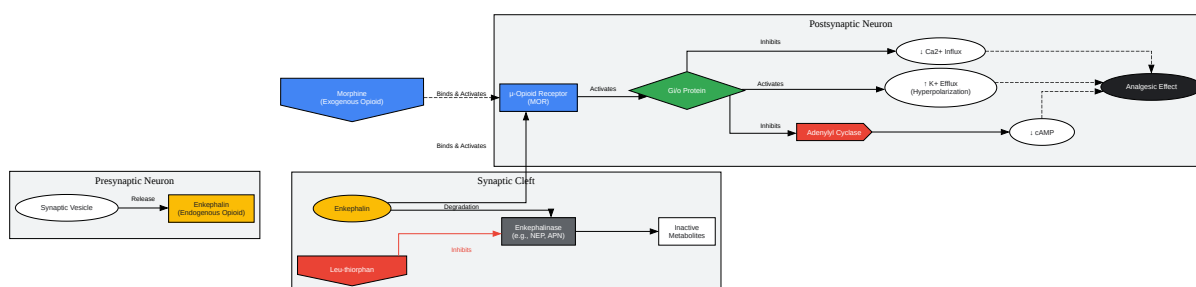 Postsynaptic Neuron
Inhibits
↓ Ca2+ Influx
Morphine
(Exogenous Opioid)
Binds & Activates
μ-Opioid Receptor
(MOR)
Activates
Gi/o Protein
Activates
↑ K+ Efflux
(Hyperpolarization)
Analgesic Effect
Inhibits
Adenylyl Cyclase
↓ cAMP
Binds & Activates
Presynaptic Neuron
Synaptic Vesicle
Release
Enkephalin
(Endogenous Opioid)
Synaptic Cleft
Enkephalin
Degradation
Enkephalinase
(e.g., NEP, APN)
Inactive
Metabolites
Inhibits
Leu-thiorphan